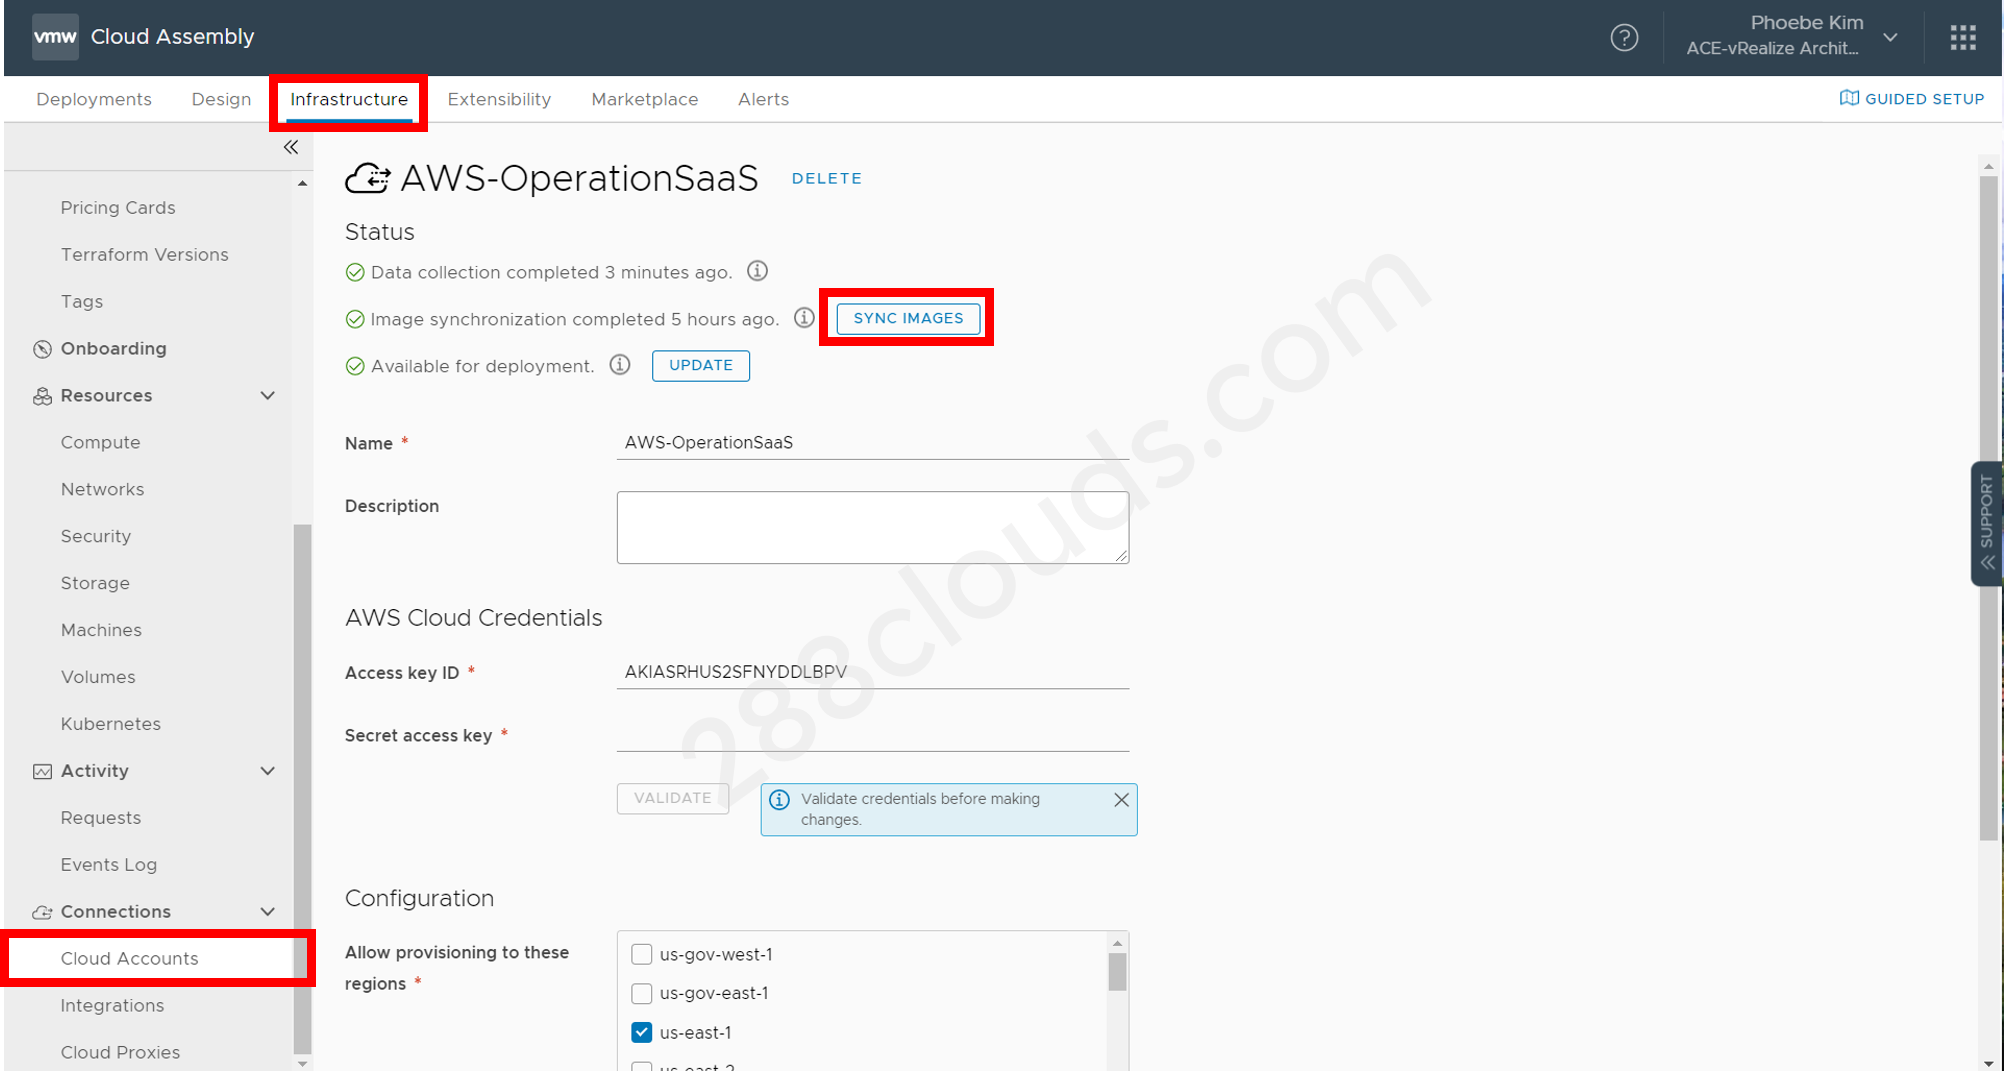 vmw Cloud Assembly
Phoebe Kim
ACE-vRealize Archit...
Deployments Design Infrastructure Extensibility Marketplace Alerts
GUIDED SETUP
Pricing Cards
Terraform Versions
Tags
Onboarding
Resources
Compute
Networks
Security
Storage
Machines
Volumes
Kubernetes
Activity
Requests
Events Log
Connections
Cloud Accounts
Integrations
Cloud Proxies
AWS-OperationSaaS DELETE
Status
Data collection completed 3 minutes ago.
Image synchronization completed 5 hours ago. SYNC IMAGES
Available for deployment. UPDATE
Name * AWS-OperationSaaS
Description
AWS Cloud Credentials
Access key ID * AKIASRHUS2SFNYDDLBPV
Secret access key *
VALIDATE
Validate credentials before making
changes.
Configuration
Allow provisioning to these
regions *
us-gov-west-1
us-gov-east-1
us-east-1
us-east-2
SUPPORT
288clouds.com